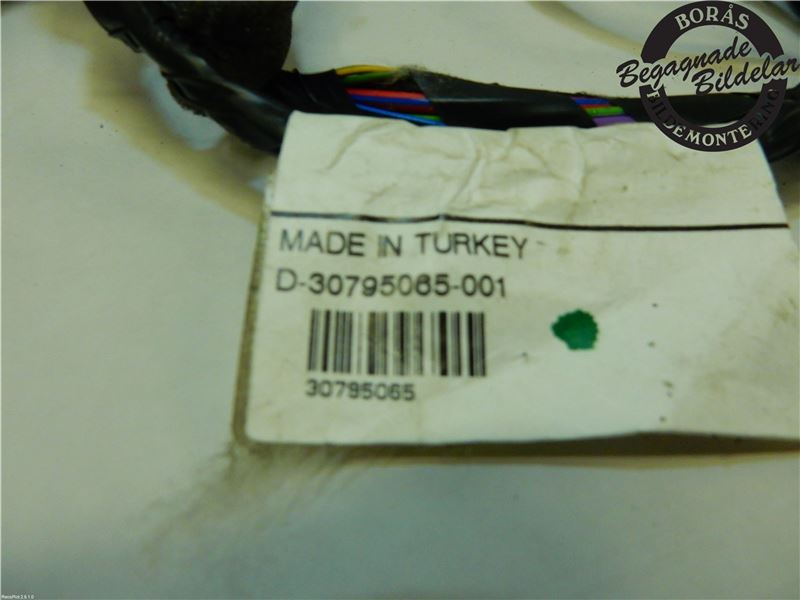 BORÅS
Begagnade
Bildelar
BILDEMONTERING
MADE IN TURKEY
D-30795065-001
30795065